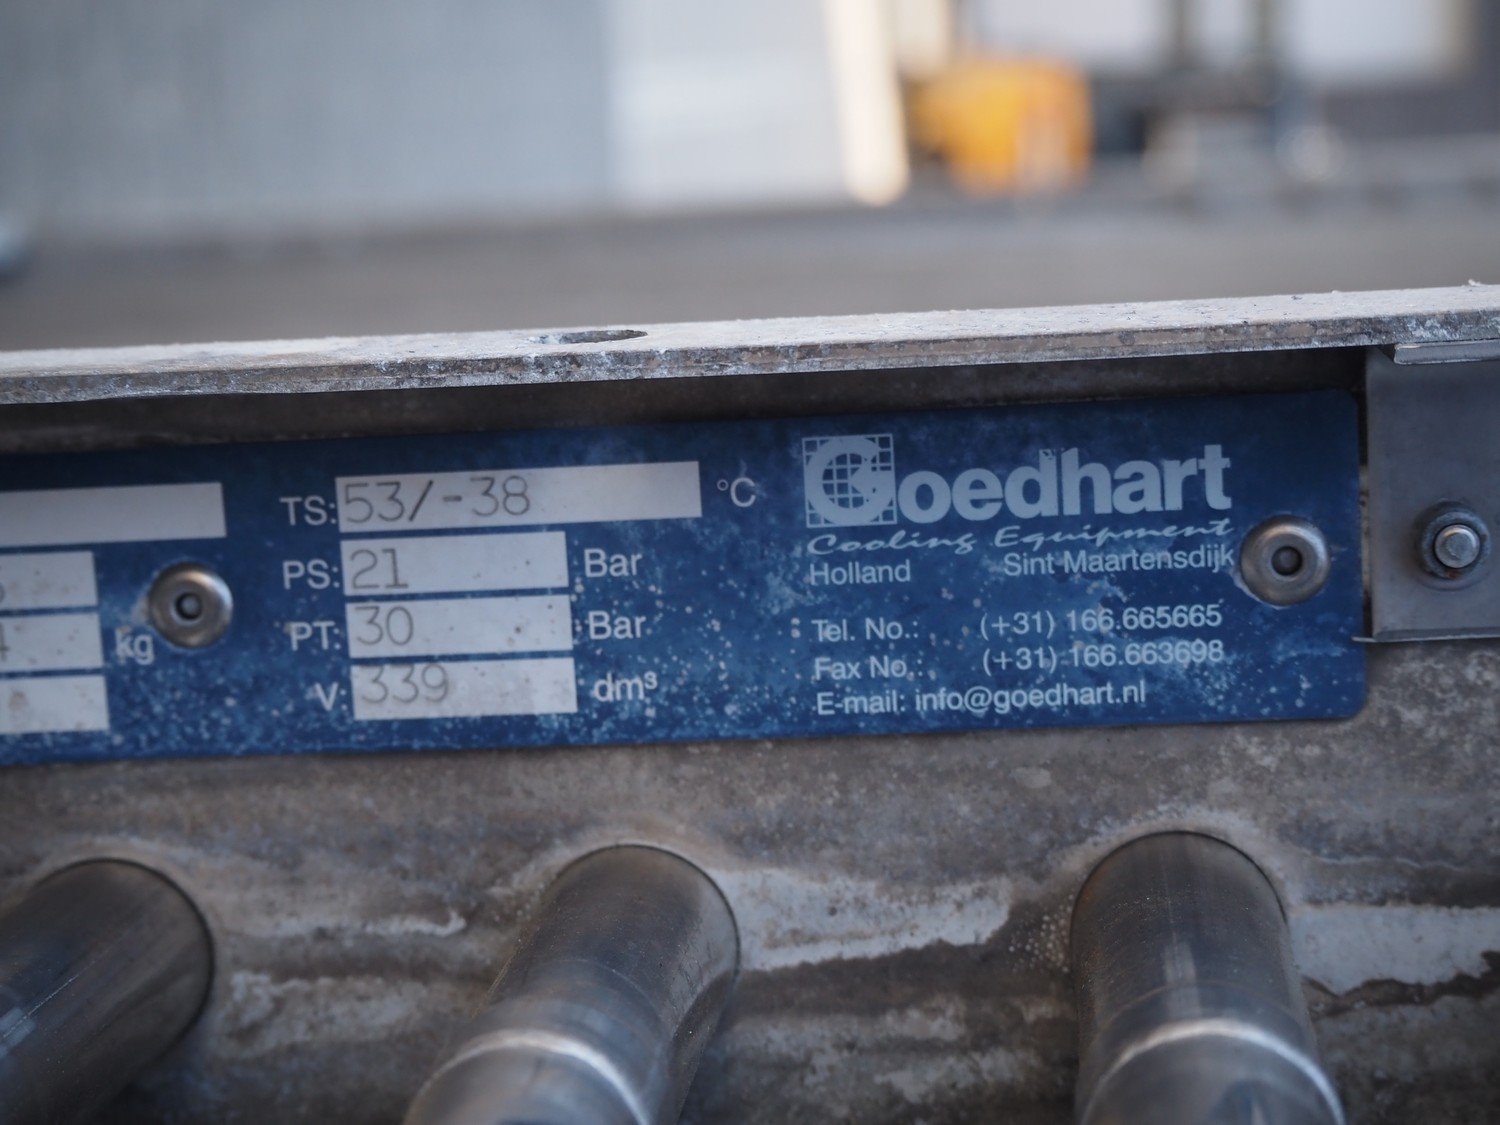 TS: 53/-38 °C
PS: 21 Bar
PT: 30 Bar
kg
V: 339 dm³
Goedhart
Cooling Equipment
Holland Sint Maartensdijk
Tel. No.: (+31) 166.665665
Fax No.: (+31) 166.663698
E-mail: info@goedhart.nl